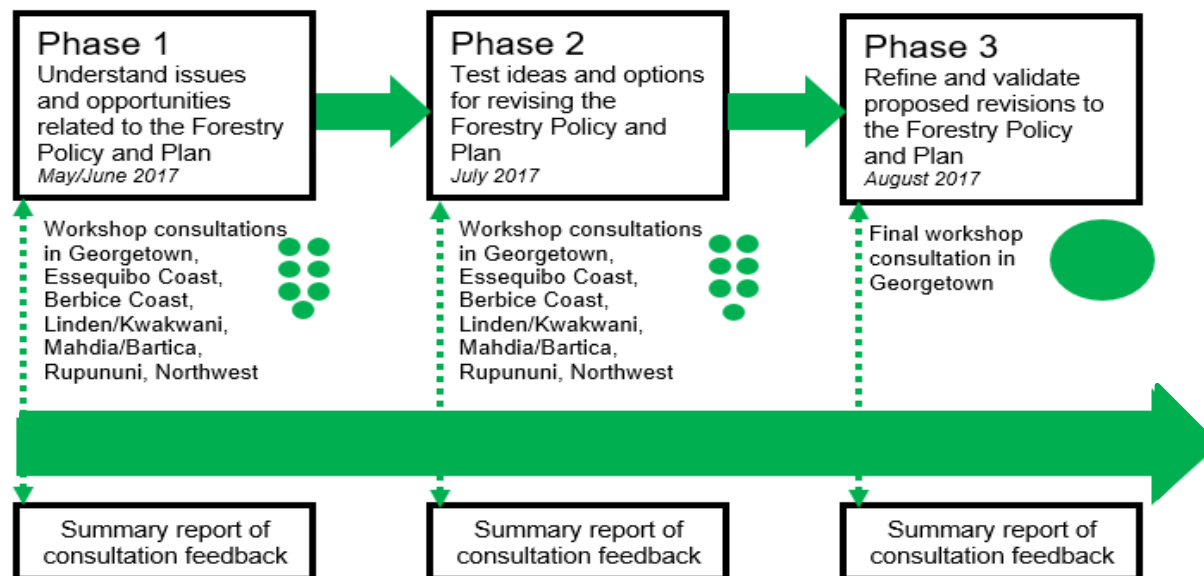 Phase 1
Understand issues
and opportunities
related to the Forestry
Policy and Plan
May/June 2017
Phase 2
Test ideas and options
for revising the
Forestry Policy and
Plan
July 2017
Phase 3
Refine and validate
proposed revisions to
the Forestry Policy
and Plan
August 2017
Workshop consultations
in Georgetown,
Essequibo Coast,
Berbice Coast,
Linden/Kwakwani,
Mahdia/Bartica,
Rupununi, Northwest
Workshop consultations
in Georgetown,
Essequibo Coast,
Berbice Coast,
Linden/Kwakwani,
Mahdia/Bartica,
Rupununi, Northwest
Final workshop
consultation in
Georgetown
Summary report of
consultation feedback
Summary report of
consultation feedback
Summary report of
consultation feedback